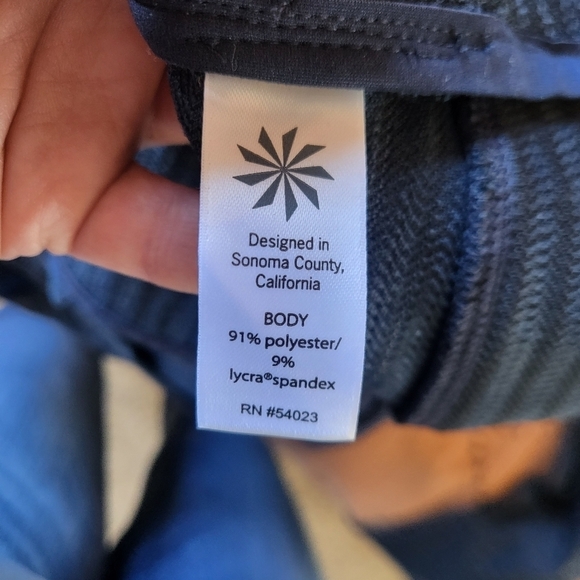 Designed in
Sonoma County,
California
BODY
91% polyester/
9%
lycra®spandex
RN #54023